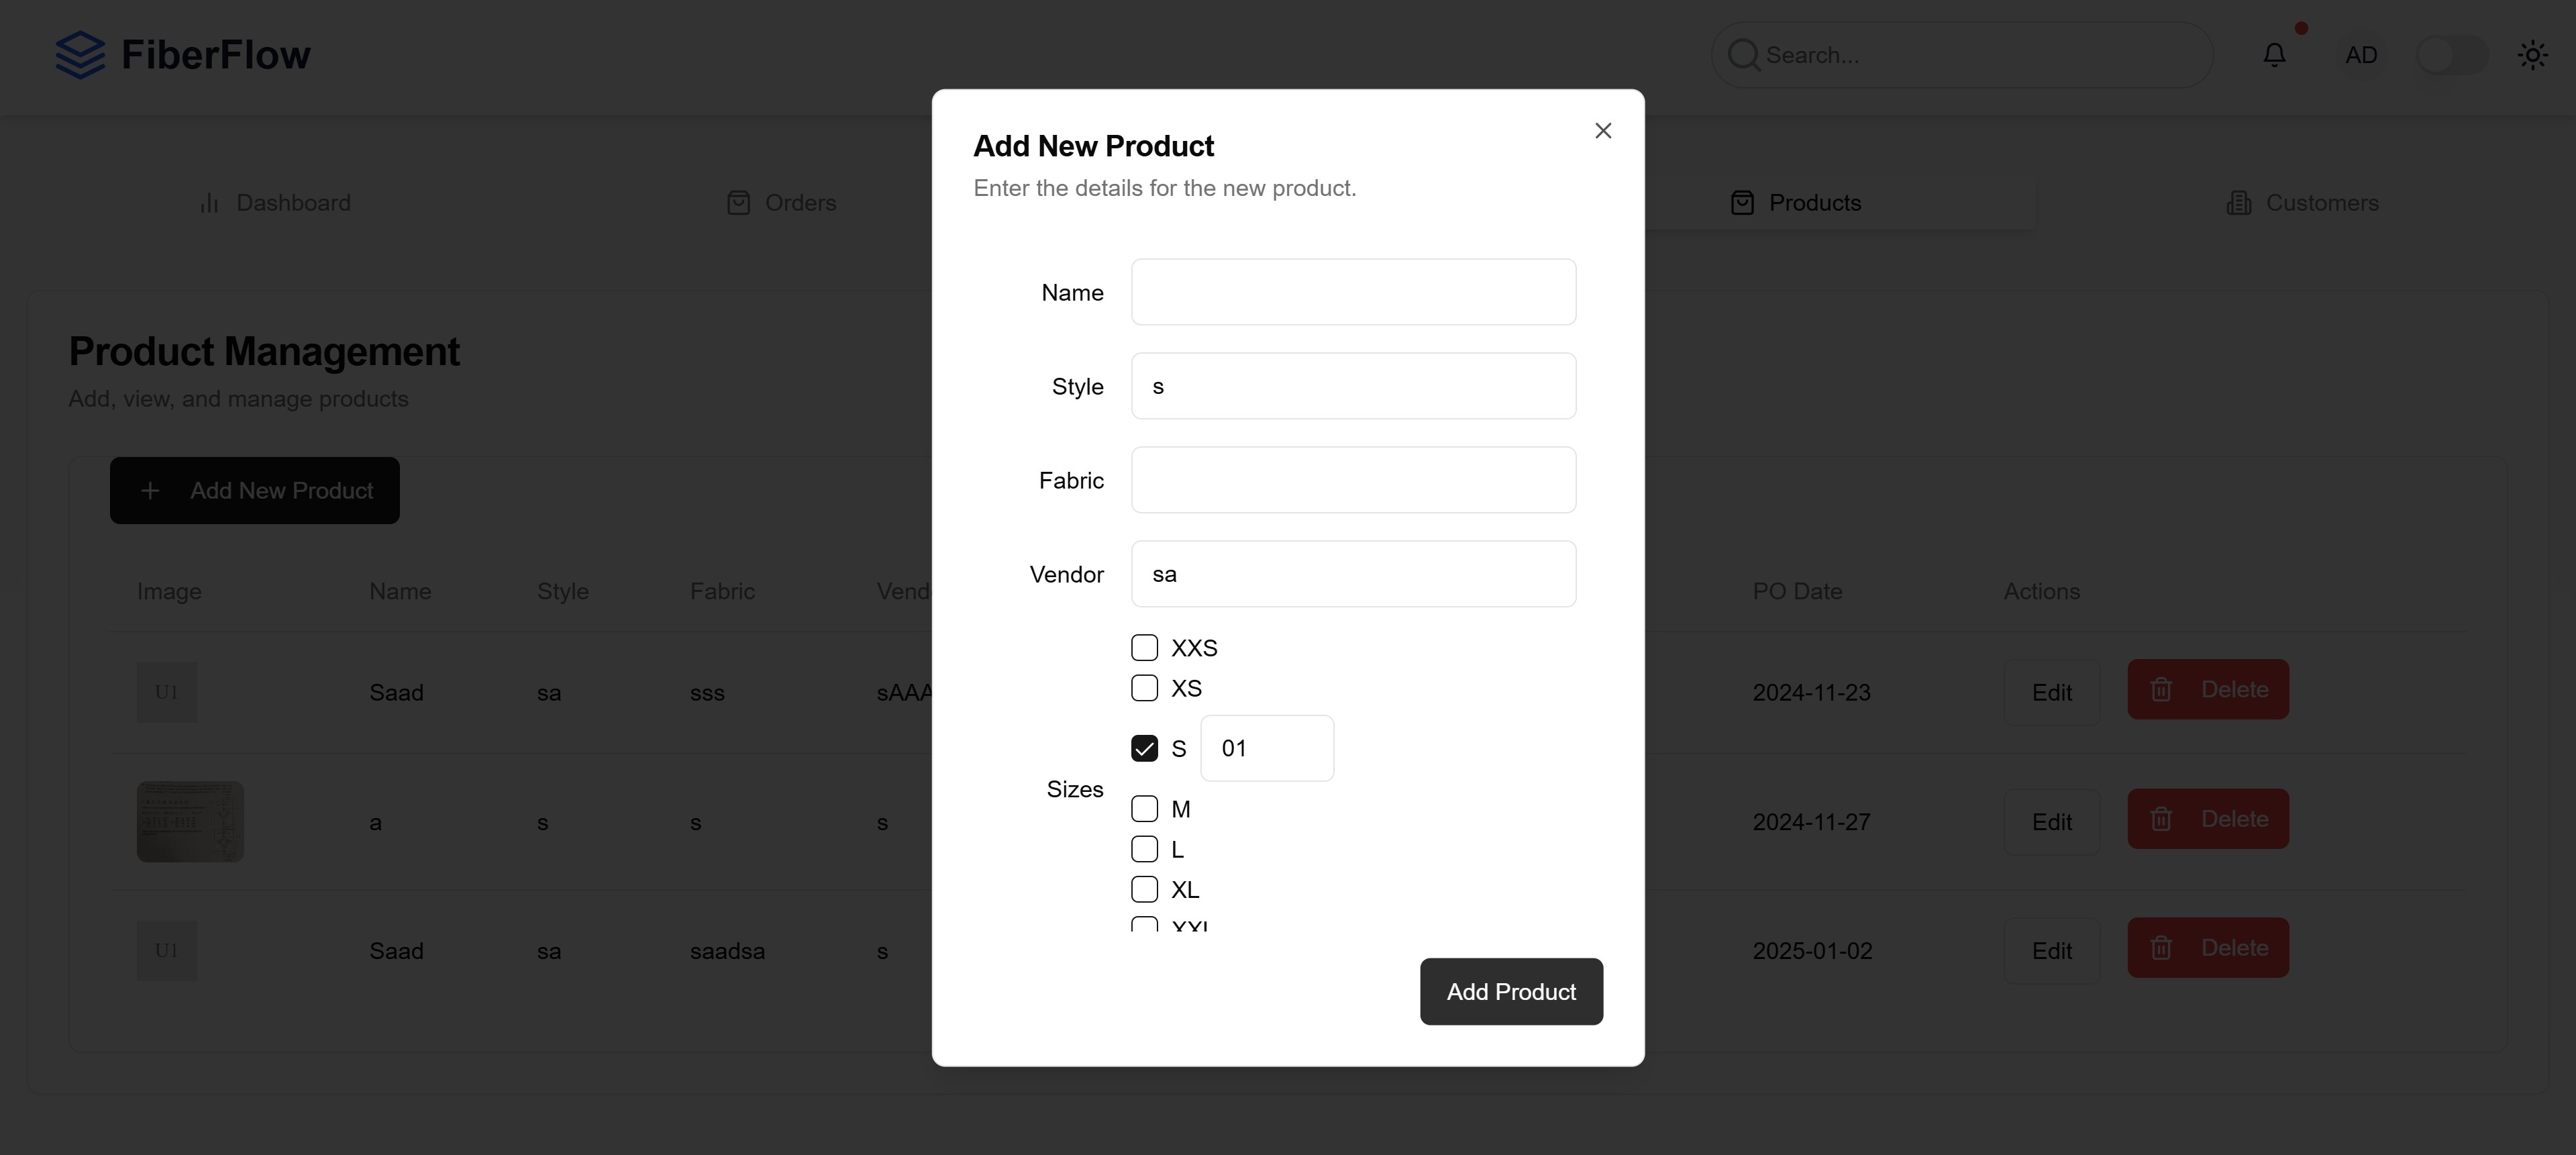 FiberFlow
Search...
AD
Dashboard
Orders
Products
Customers
Product Management
Add, view, and manage products
Add New Product
Image Name Style Fabric Vend PO Date Actions
U1 Saad sa sss sAAA 2024-11-23 Edit Delete
a s s s 2024-11-27 Edit Delete
U1 Saad sa saadsa s 2025-01-02 Edit Delete
Add New Product
Enter the details for the new product.
Name
Style s
Fabric
Vendor sa
Sizes
XXS
XS
S 01
M
L
XL
XXL
Add Product